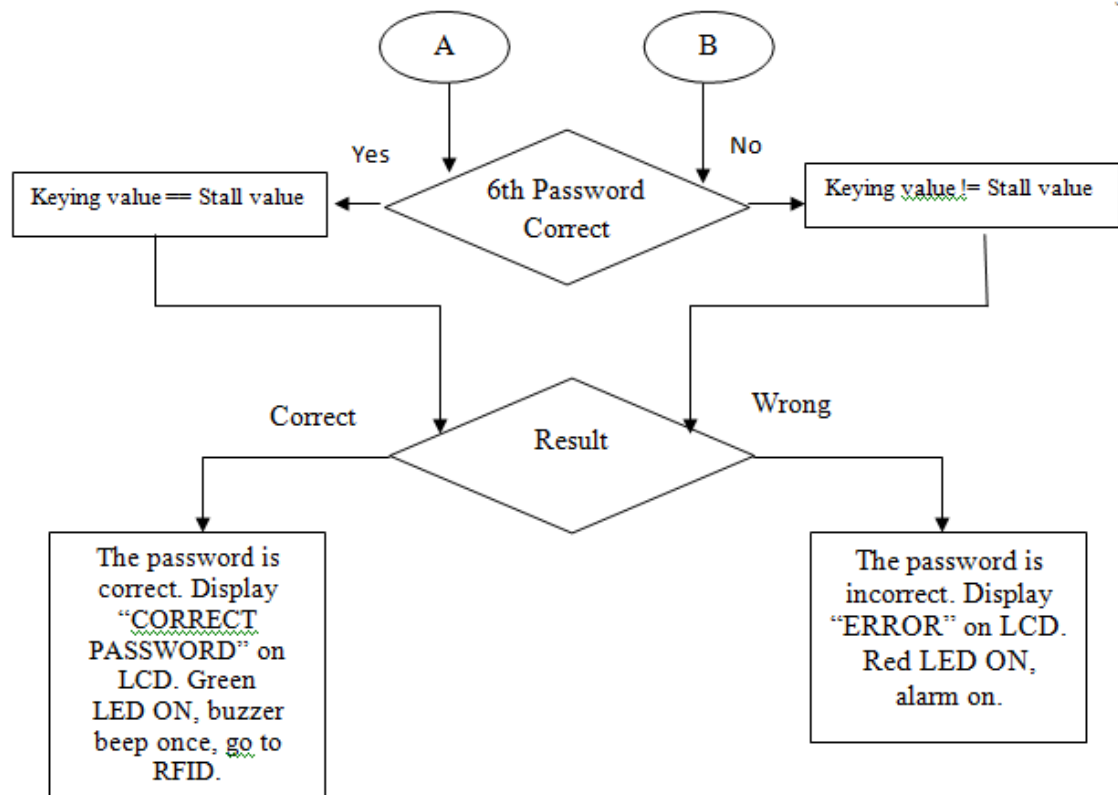 A
B
Yes
No
6th Password
Correct
Keying value == Stall value
Keying value != Stall value
Correct
Wrong
Result
The password is
correct. Display
“CORRECT
PASSWORD” on
LCD. Green
LED ON, buzzer
beep once, go to
RFID.
The password is
incorrect. Display
“ERROR” on LCD.
Red LED ON,
alarm on.